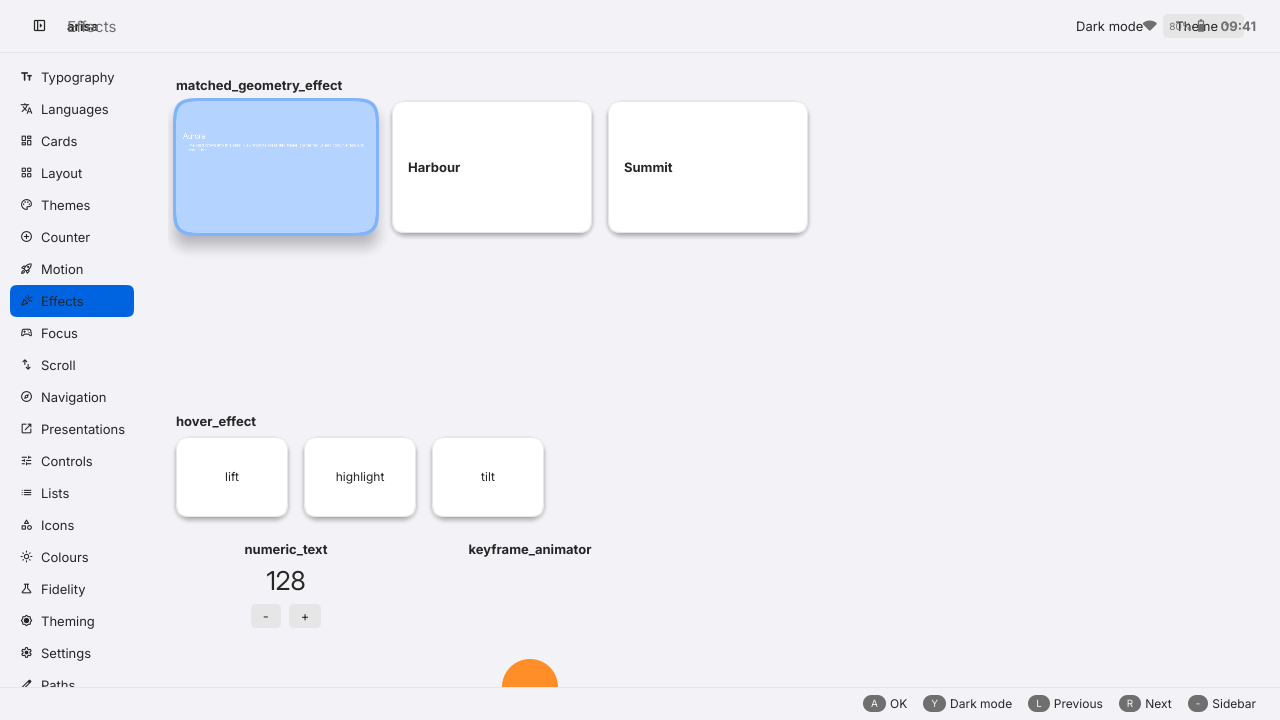 Effects
Dark mode
Theme
09:41
Typography
Languages
Cards
Layout
Themes
Counter
Motion
Effects
Focus
Scroll
Navigation
Presentations
Controls
Lists
Icons
Colours
Fidelity
Theming
Settings
Paths
matched_geometry_effect
Aurora
Harbour
Summit
hover_effect
lift
highlight
tilt
numeric_text
keyframe_animator
128
- +
A OK
Y Dark mode
L Previous
R Next
- Sidebar